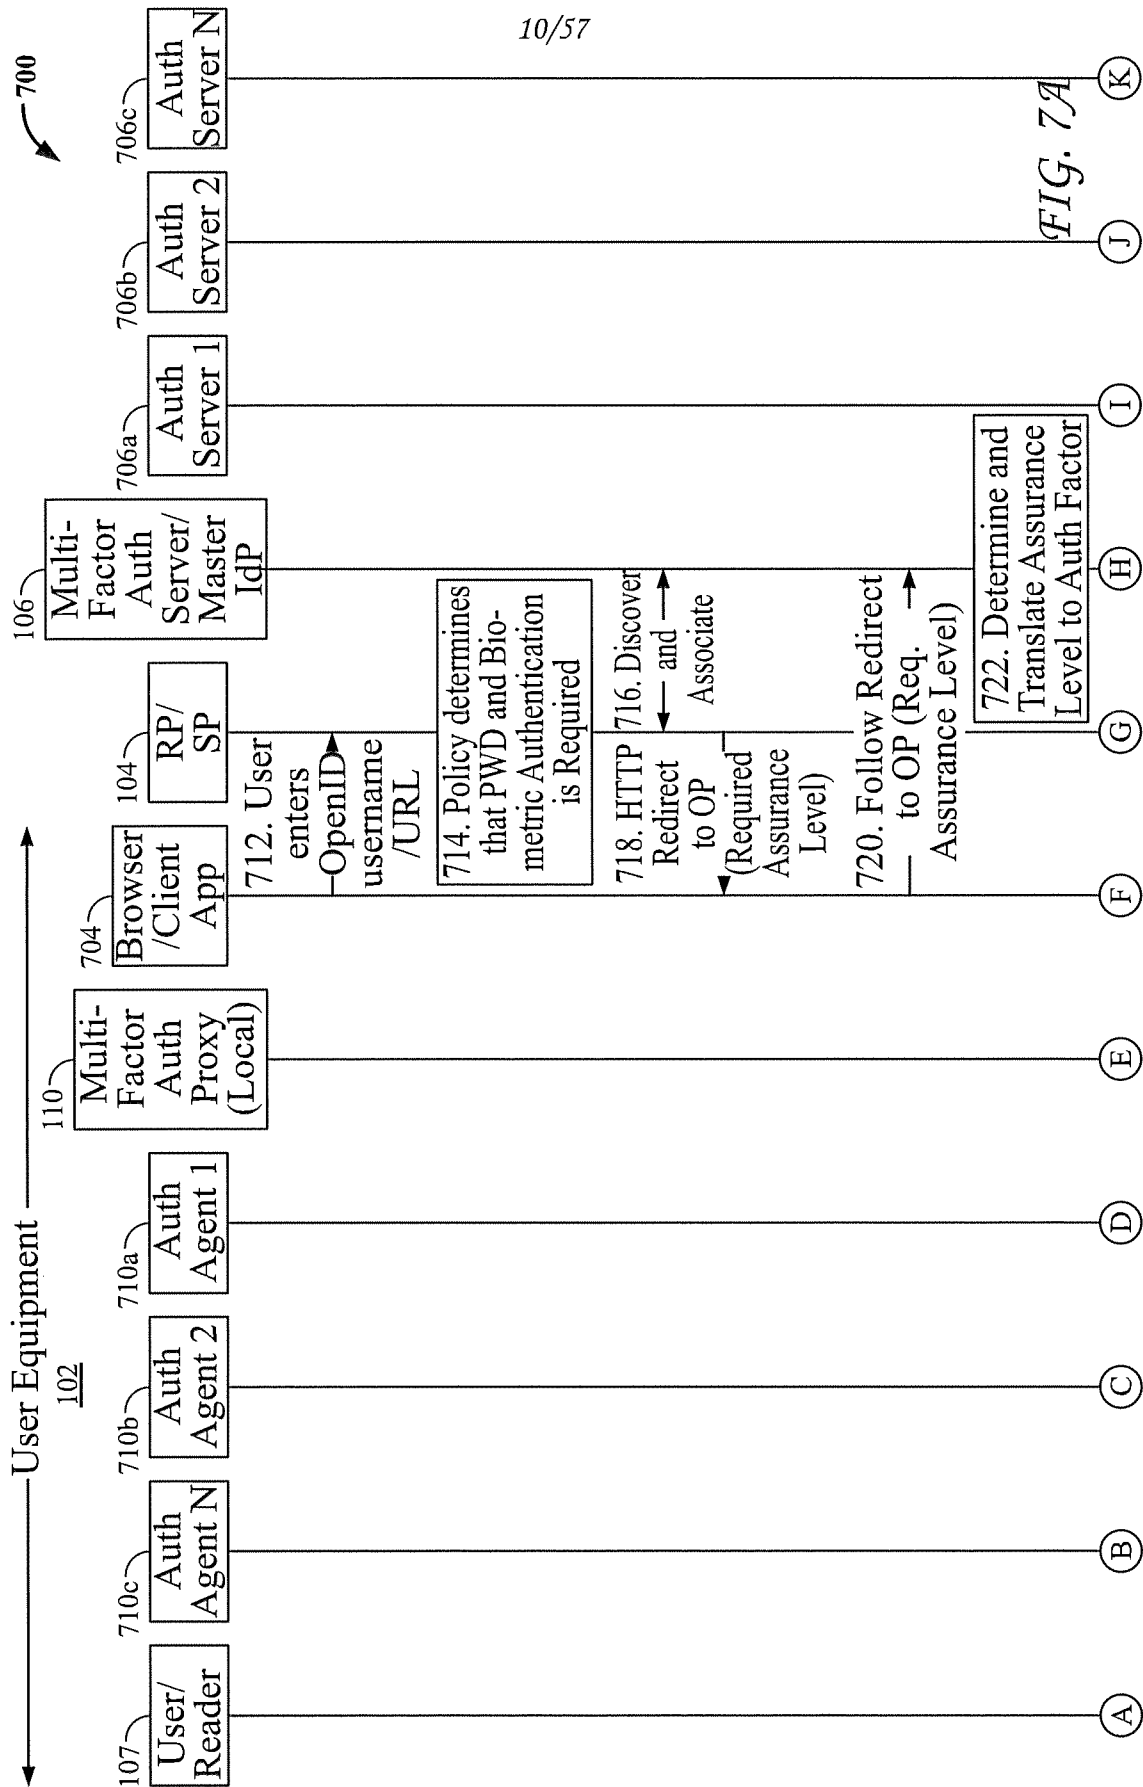 10/57
700
User Equipment
102
107
User/
Reader
710c
Auth
Agent N
710b
Auth
Agent 2
710a
Auth
Agent 1
110
Multi-
Factor
Auth
Proxy
(Local)
704
Browser
/Client
App
104
RP/
SP
106
Multi-
Factor
Auth
Server/
Master
IdP
706a
Auth
Server 1
706b
Auth
Server 2
706c
Auth
Server N
712. User
enters
OpenID
username
/URL
714. Policy determines
that PWD and Bio-
metric Authentication
is Required
716. Discover
and
Associate
718. HTTP
Redirect
to OP
(Required
Assurance
Level)
720. Follow Redirect
to OP (Req.
Assurance Level)
722. Determine and
Translate Assurance
Level to Auth Factor
A
B
C
D
E
F
G
H
I
J
K
FIG. 7A